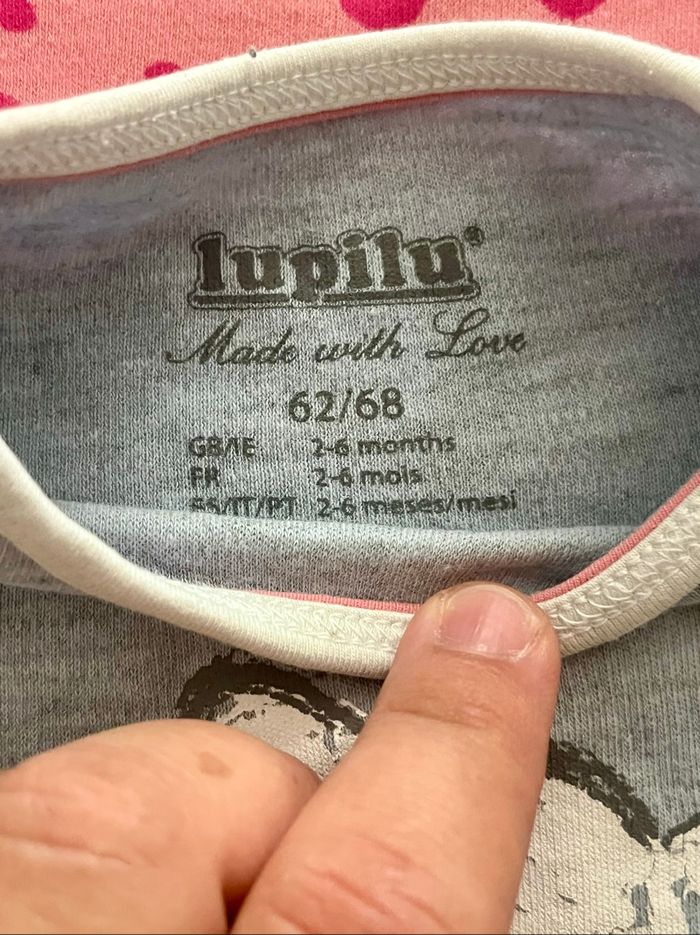 lupilu®
Made with Love
62/68
GB/IE 2-6 months
FR 2-6 mois
ES/IT/PT 2-6 meses/mesi